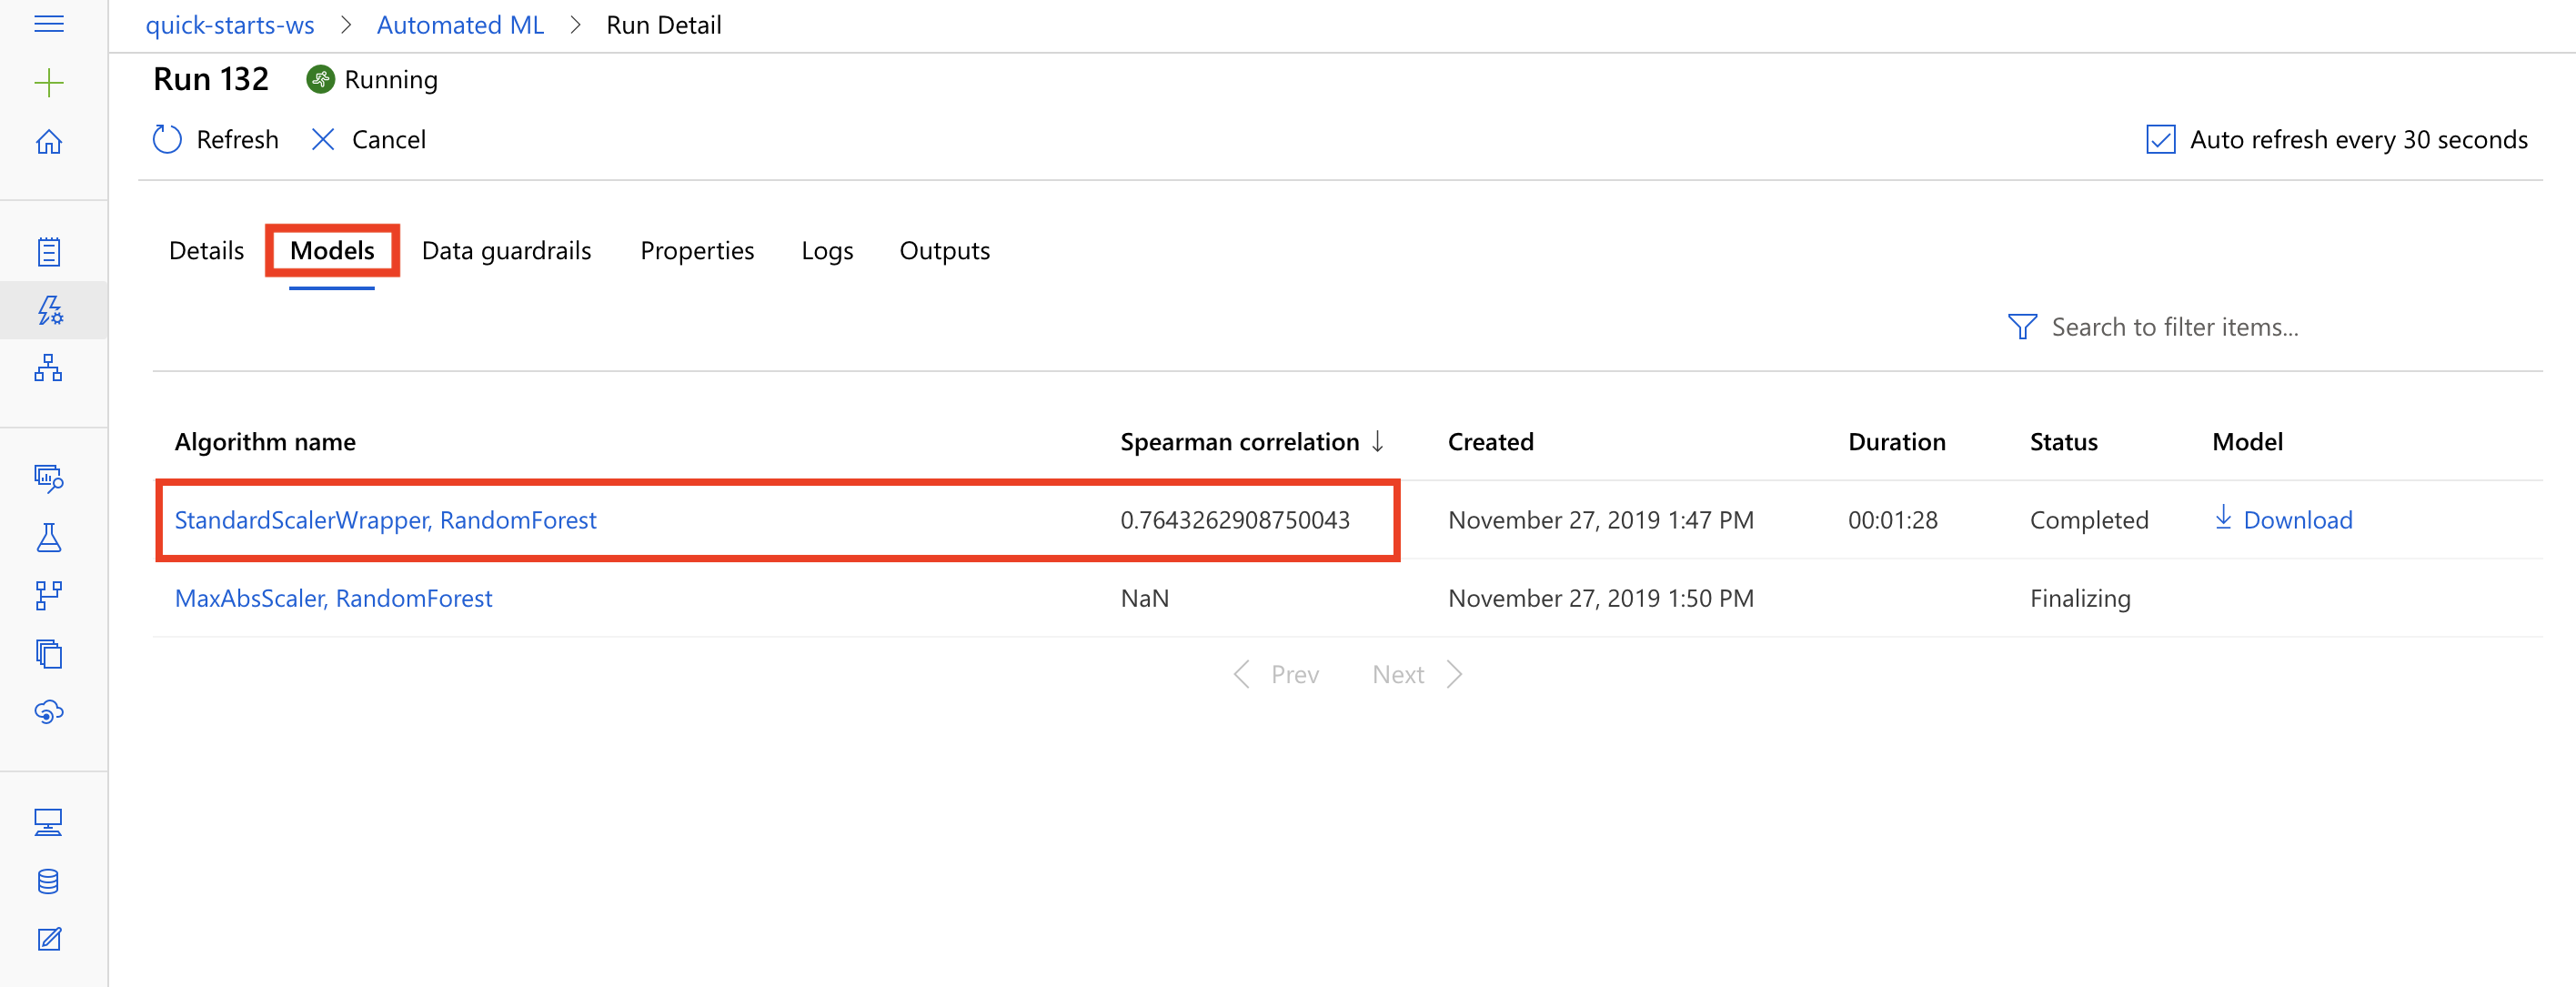 quick-starts-ws > Automated ML > Run Detail
Run 132 Running
Refresh Cancel Auto refresh every 30 seconds
Details Models Data guardrails Properties Logs Outputs
Search to filter items...
Algorithm name Spearman correlation ↓ Created Duration Status Model
StandardScalerWrapper, RandomForest 0.7643262908750043 November 27, 2019 1:47 PM 00:01:28 Completed Download
MaxAbsScaler, RandomForest NaN November 27, 2019 1:50 PM Finalizing
Prev Next